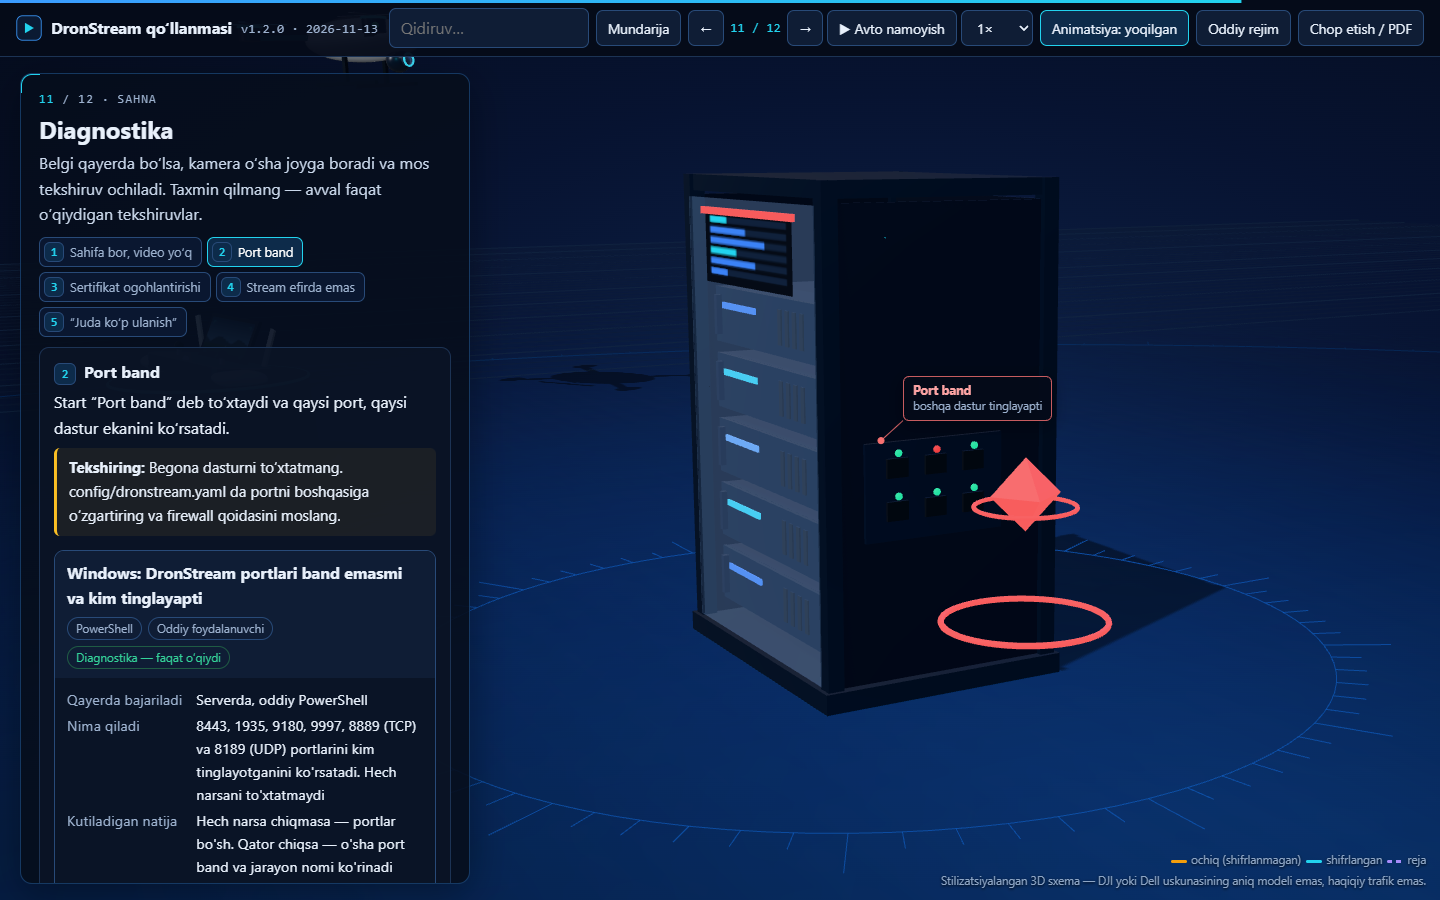 DronStream qo‘llanmasi v1.2.0 · 2026-11-13
Qidiruv...
Mundarija
← 11 / 12 →
▶ Avto namoyish
1×
Animatsiya: yoqilgan
Oddiy rejim
Chop etish / PDF
11 / 12 · SAHNA
Diagnostika
Belgi qayerda bo‘lsa, kamera o‘sha joyga boradi va mos
tekshiruv ochiladi. Taxmin qilmang — avval faqat
o‘qiydigan tekshiruvlar.
1 Sahifa bor, video yo‘q
2 Port band
3 Sertifikat ogohlantirishi
4 Stream efirda emas
5 “Juda ko‘p ulanish”
2 Port band
Start “Port band” deb to‘xtaydi va qaysi port, qaysi
dastur ekanini ko‘rsatadi.
Tekshiring: Begona dasturni to‘xtatmang.
config/dronstream.yaml da portni boshqasiga
o‘zgartiring va firewall qoidasini moslang.
Windows: DronStream portlari band emasmi
va kim tinglayapti
PowerShell
Oddiy foydalanuvchi
Diagnostika — faqat o‘qiydi
Qayerda bajariladi Serverda, oddiy PowerShell
Nima qiladi 8443, 1935, 9180, 9997, 8889 (TCP)
va 8189 (UDP) portlarini kim
tinglayotganini ko'rsatadi. Hech
narsani to'xtatmaydi
Kutiladigan natija Hech narsa chiqmasa — portlar
bo'sh. Qator chiqsa — o'sha port
band va jarayon nomi ko'rinadi
Port band
boshqa dastur tinglayapti
ochiq (shifrlanmagan) shifrlangan reja
Stilizatsiyalangan 3D sxema — DJI yoki Dell uskunasining aniq modeli emas, haqiqiy trafik emas.